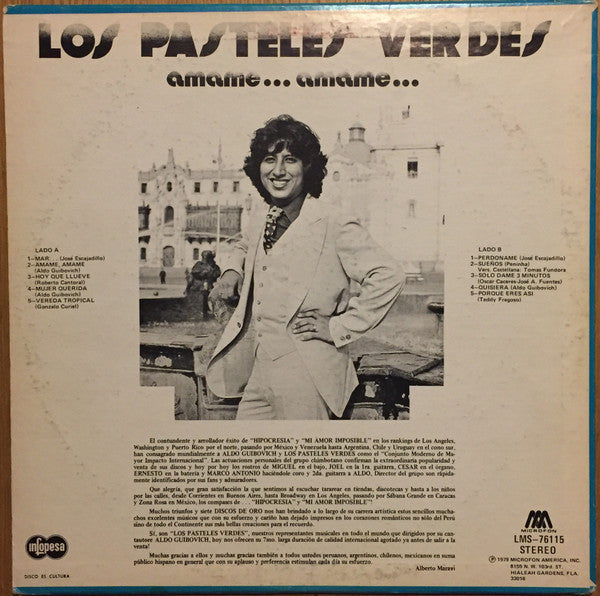 LOS PASTELES VERDES
amame... amame...
LADO A
1–MAR... (José Escajadillo)
2–AMAME, AMAME
(Aldo Guibovich)
3–HOY QUE LLUEVE
(Roberto Cantoral)
4–MUJER QUERIDA
(Aldo Guibovich)
5–VEREDA TROPICAL
(Gonzalo Curiel)
LADO B
1–PERDONAME (José Escajadillo)
2–SUEÑOS (Peninha)
Vers. Castellana: Tomas Fundora
3–SOLO DAME 3 MINUTOS
(Oscar Caceres-José A. Fuentes)
4–QUISIERA (Aldo Guibovich)
5–PORQUE ERES ASI
(Teddy Fregoso)
El contundente y arrollador éxito de "HIPOCRESIA" y "MI AMOR IMPOSIBLE" en los rankings de Los Angeles,
Washington y Puerto Rico por el norte, pasando por México y Venezuela hasta Argentina, Chile y Uruguay en el cono sur,
han consagrado mundialmente a ALDO GUIBOVICH y LOS PASTELES VERDES como el "Conjunto Moderno de Ma-
yor Impacto Internacional". Las actuaciones personales del grupo chimbotano confirman la extraordinaria popularidad y
venta de sus discos y hoy por hoy los rostros de MIGUEL en el bajo, JOEL en la 1ra. guitarra, CESAR en el órgano,
ERNESTO en la batería y MARCO ANTONIO haciéndole coro y 2da. guitarra a ALDO, Director del grupo son rápida-
mente identificados por sus fans y admiradores.
Que alegría, que gran satisfacción la que sentimos al escuchar tararear en tiendas, discotecas y hasta a los niños
por las calles, desde Corrientes en Buenos Aires, hasta Broadway en Los Angeles, pasando por Sábana Grande en Caracas
y Zona Rosa en México, los compases de... "HIPOCRESIA" y "MI AMOR IMPOSIBLE"!
Muchos triunfos y siete DISCOS DE ORO nos han brindado a lo largo de su carrera artística estos sencillos mucha-
chos excelentes músicos que con su esfuerzo y cariño han dejado impresos en los corazones románticos no sólo del Perú
sino de todo el Continente sus más bellas creaciones para el recuerdo.
Sí, son "LOS PASTELES VERDES", nuestros representantes musicales en todo el mundo que dirigidos por su can-
tautore ALDO GUIBOVICH, hoy nos ofrecen su 7mo. larga duración de calidad internacional agotado ya antes de salir a la
venta!
Muchas gracias a ellos y muchas gracias también a todos ustedes peruanos, argentinos, chilenos, mexicanos en suma
público hispano en general que con su aplauso y preferencia estimulan cada día su esfuerzo.
Alberto Maraví
infopesa
DISCO ES CULTURA
MICROFON
LMS–76115
STEREO
© 1978 MICROFON AMERICA, INC.
8155 N. W. 103rd. ST.
HIALEAH GARDENS, FLA.
33016